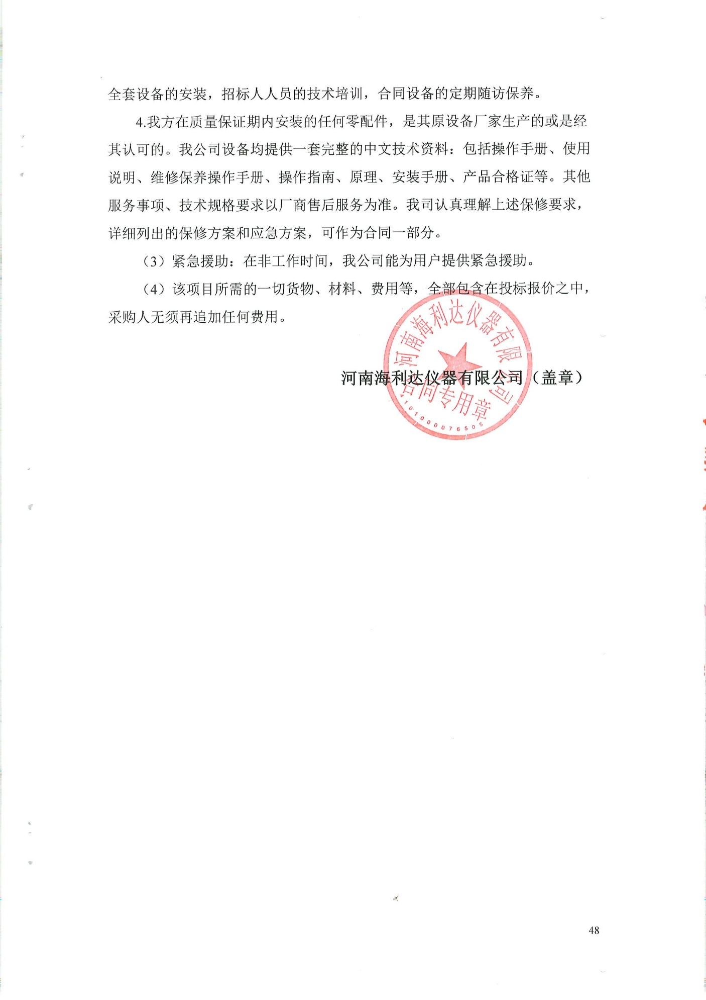 全套设备的安装，招标人人员的技术培训，合同设备的定期随访保养。
4.我方在质量保证期内安装的任何零配件，是其原设备厂家生产的或是经
其认可的。我公司设备均提供一套完整的中文技术资料：包括操作手册、使用
说明、维修保养操作手册、操作指南、原理、安装手册、产品合格证等。其他
服务事项、技术规格要求以厂商售后服务为准。我司认真理解上述保修要求，
详细列出的保修方案和应急方案，可作为合同一部分。
（3）紧急援助：在非工作时间，我公司能为用户提供紧急援助。
（4）该项目所需的一切货物、材料、费用等，全部包含在投标报价之中，
采购人无须再追加任何费用。
河南海利达仪器有限公司（盖章）
河南海利达仪器有限公司
合同专用章
4101000076505
48